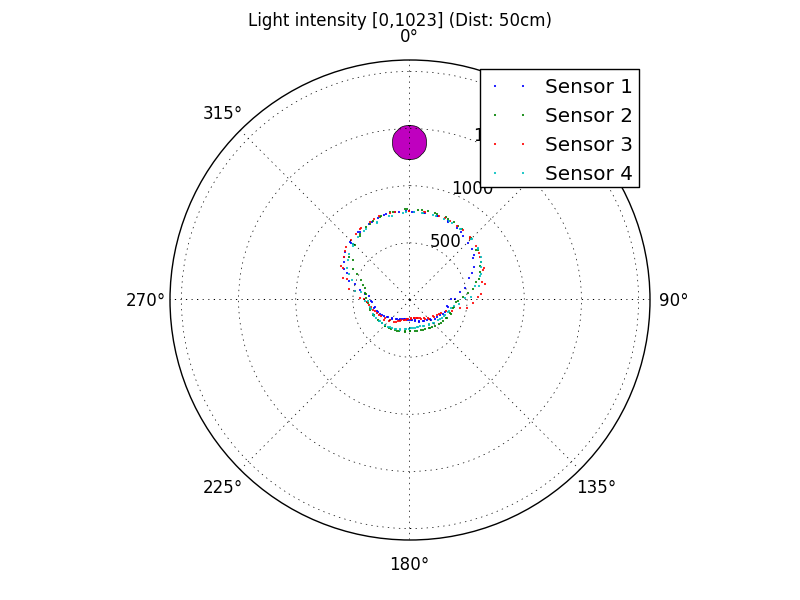 Light intensity [0,1023] (Dist: 50cm)
0°
315°
Sensor 1
Sensor 2
Sensor 3
Sensor 4
1000
500
270°
90°
225°
135°
180°